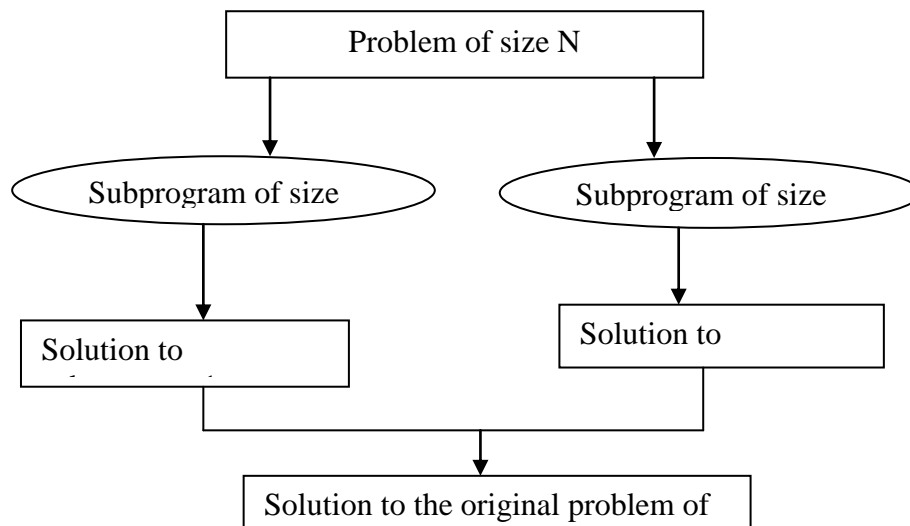 Problem of size N
Subprogram of size
Subprogram of size
Solution to
Solution to
Solution to the original problem of